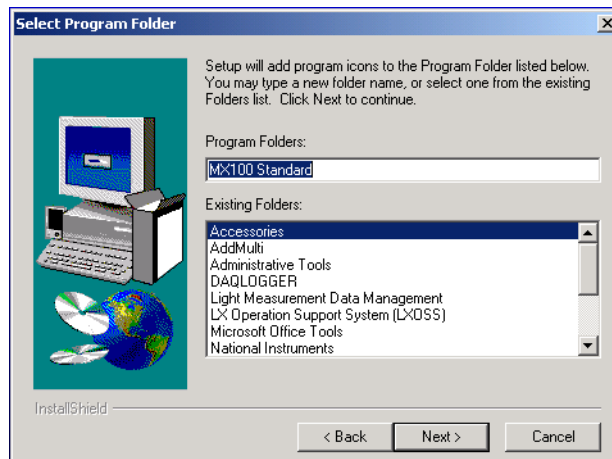 Select Program Folder
Setup will add program icons to the Program Folder listed below.
You may type a new folder name, or select one from the existing
Folders list. Click Next to continue.
Program Folders:
MX100 Standard
Existing Folders:
Accessories
AddMulti
Administrative Tools
DAQLOGGER
Light Measurement Data Management
LX Operation Support System (LXOSS)
Microsoft Office Tools
National Instruments
InstallShield
< Back
Next >
Cancel